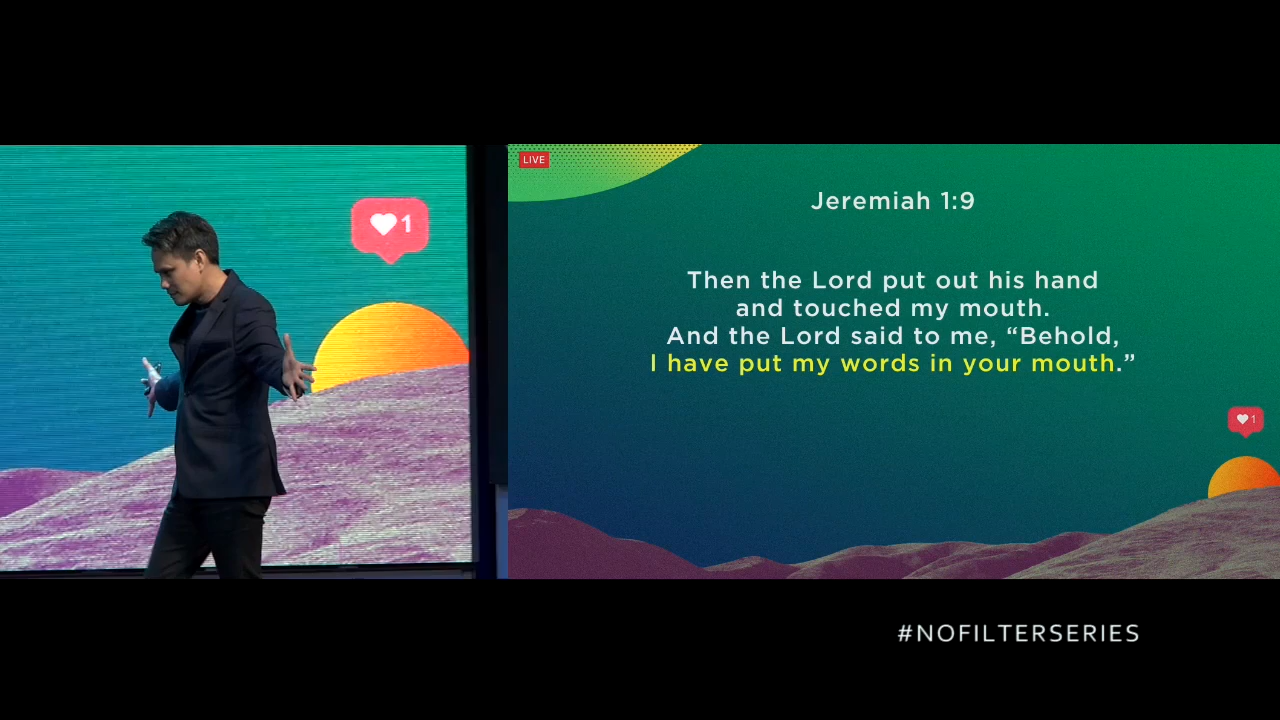 1
LIVE
Jeremiah 1:9
Then the Lord put out his hand
and touched my mouth.
And the Lord said to me, “Behold,
I have put my words in your mouth.”
1
#NOFILTERSERIES